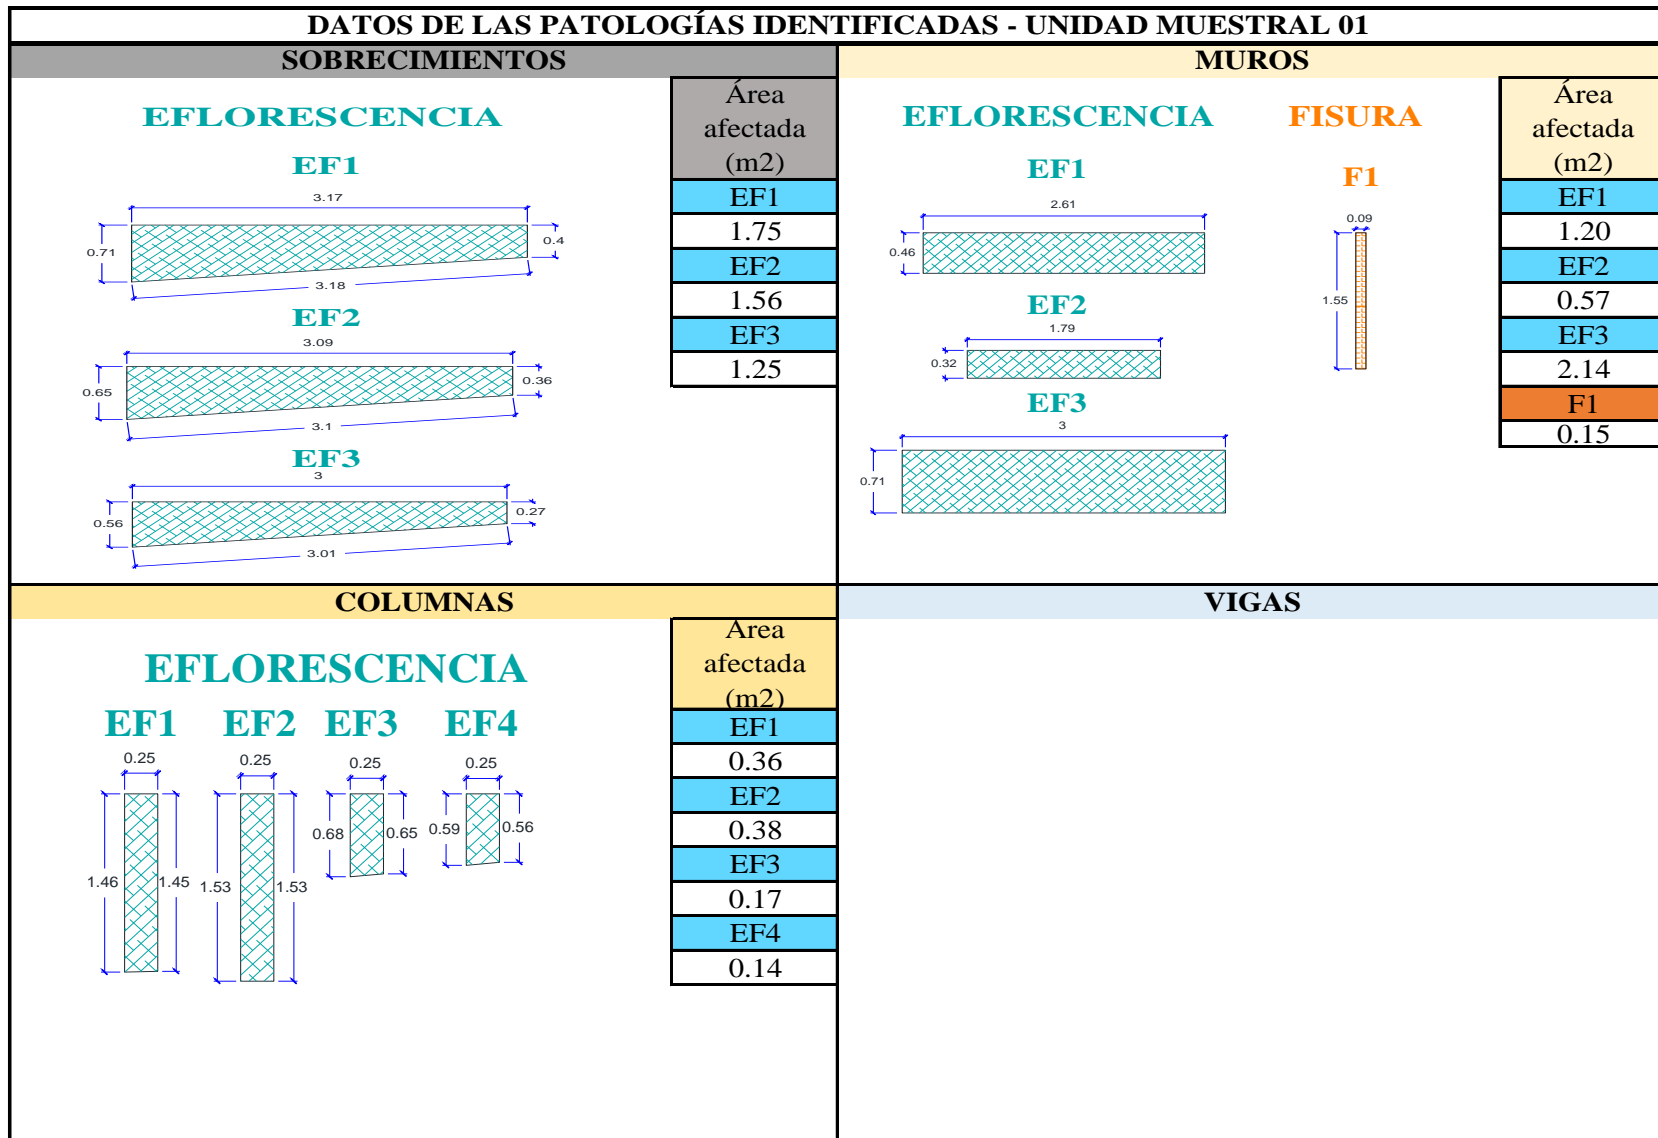 DATOS DE LAS PATOLOGÍAS IDENTIFICADAS - UNIDAD MUESTRAL 01
SOBRECIMIENTOS
EFLORESCENCIA
EF1
3.17
0.71
0.4
3.18
EF2
3.09
0.65
0.36
3.1
EF3
3
0.56
0.27
3.01
Área
afectada
(m2)
EF1
1.75
EF2
1.56
EF3
1.25
MUROS
EFLORESCENCIA
EF1
2.61
0.46
EF2
1.79
0.32
EF3
3
0.71
FISURA
F1
0.09
1.55
Área
afectada
(m2)
EF1
1.20
EF2
0.57
EF3
2.14
F1
0.15
COLUMNAS
EFLORESCENCIA
EF1 EF2 EF3 EF4
0.25 0.25 0.25 0.25
0.68 0.65 0.59 0.56
1.46 1.45 1.53 1.53
Área
afectada
(m2)
EF1
0.36
EF2
0.38
EF3
0.17
EF4
0.14
VIGAS